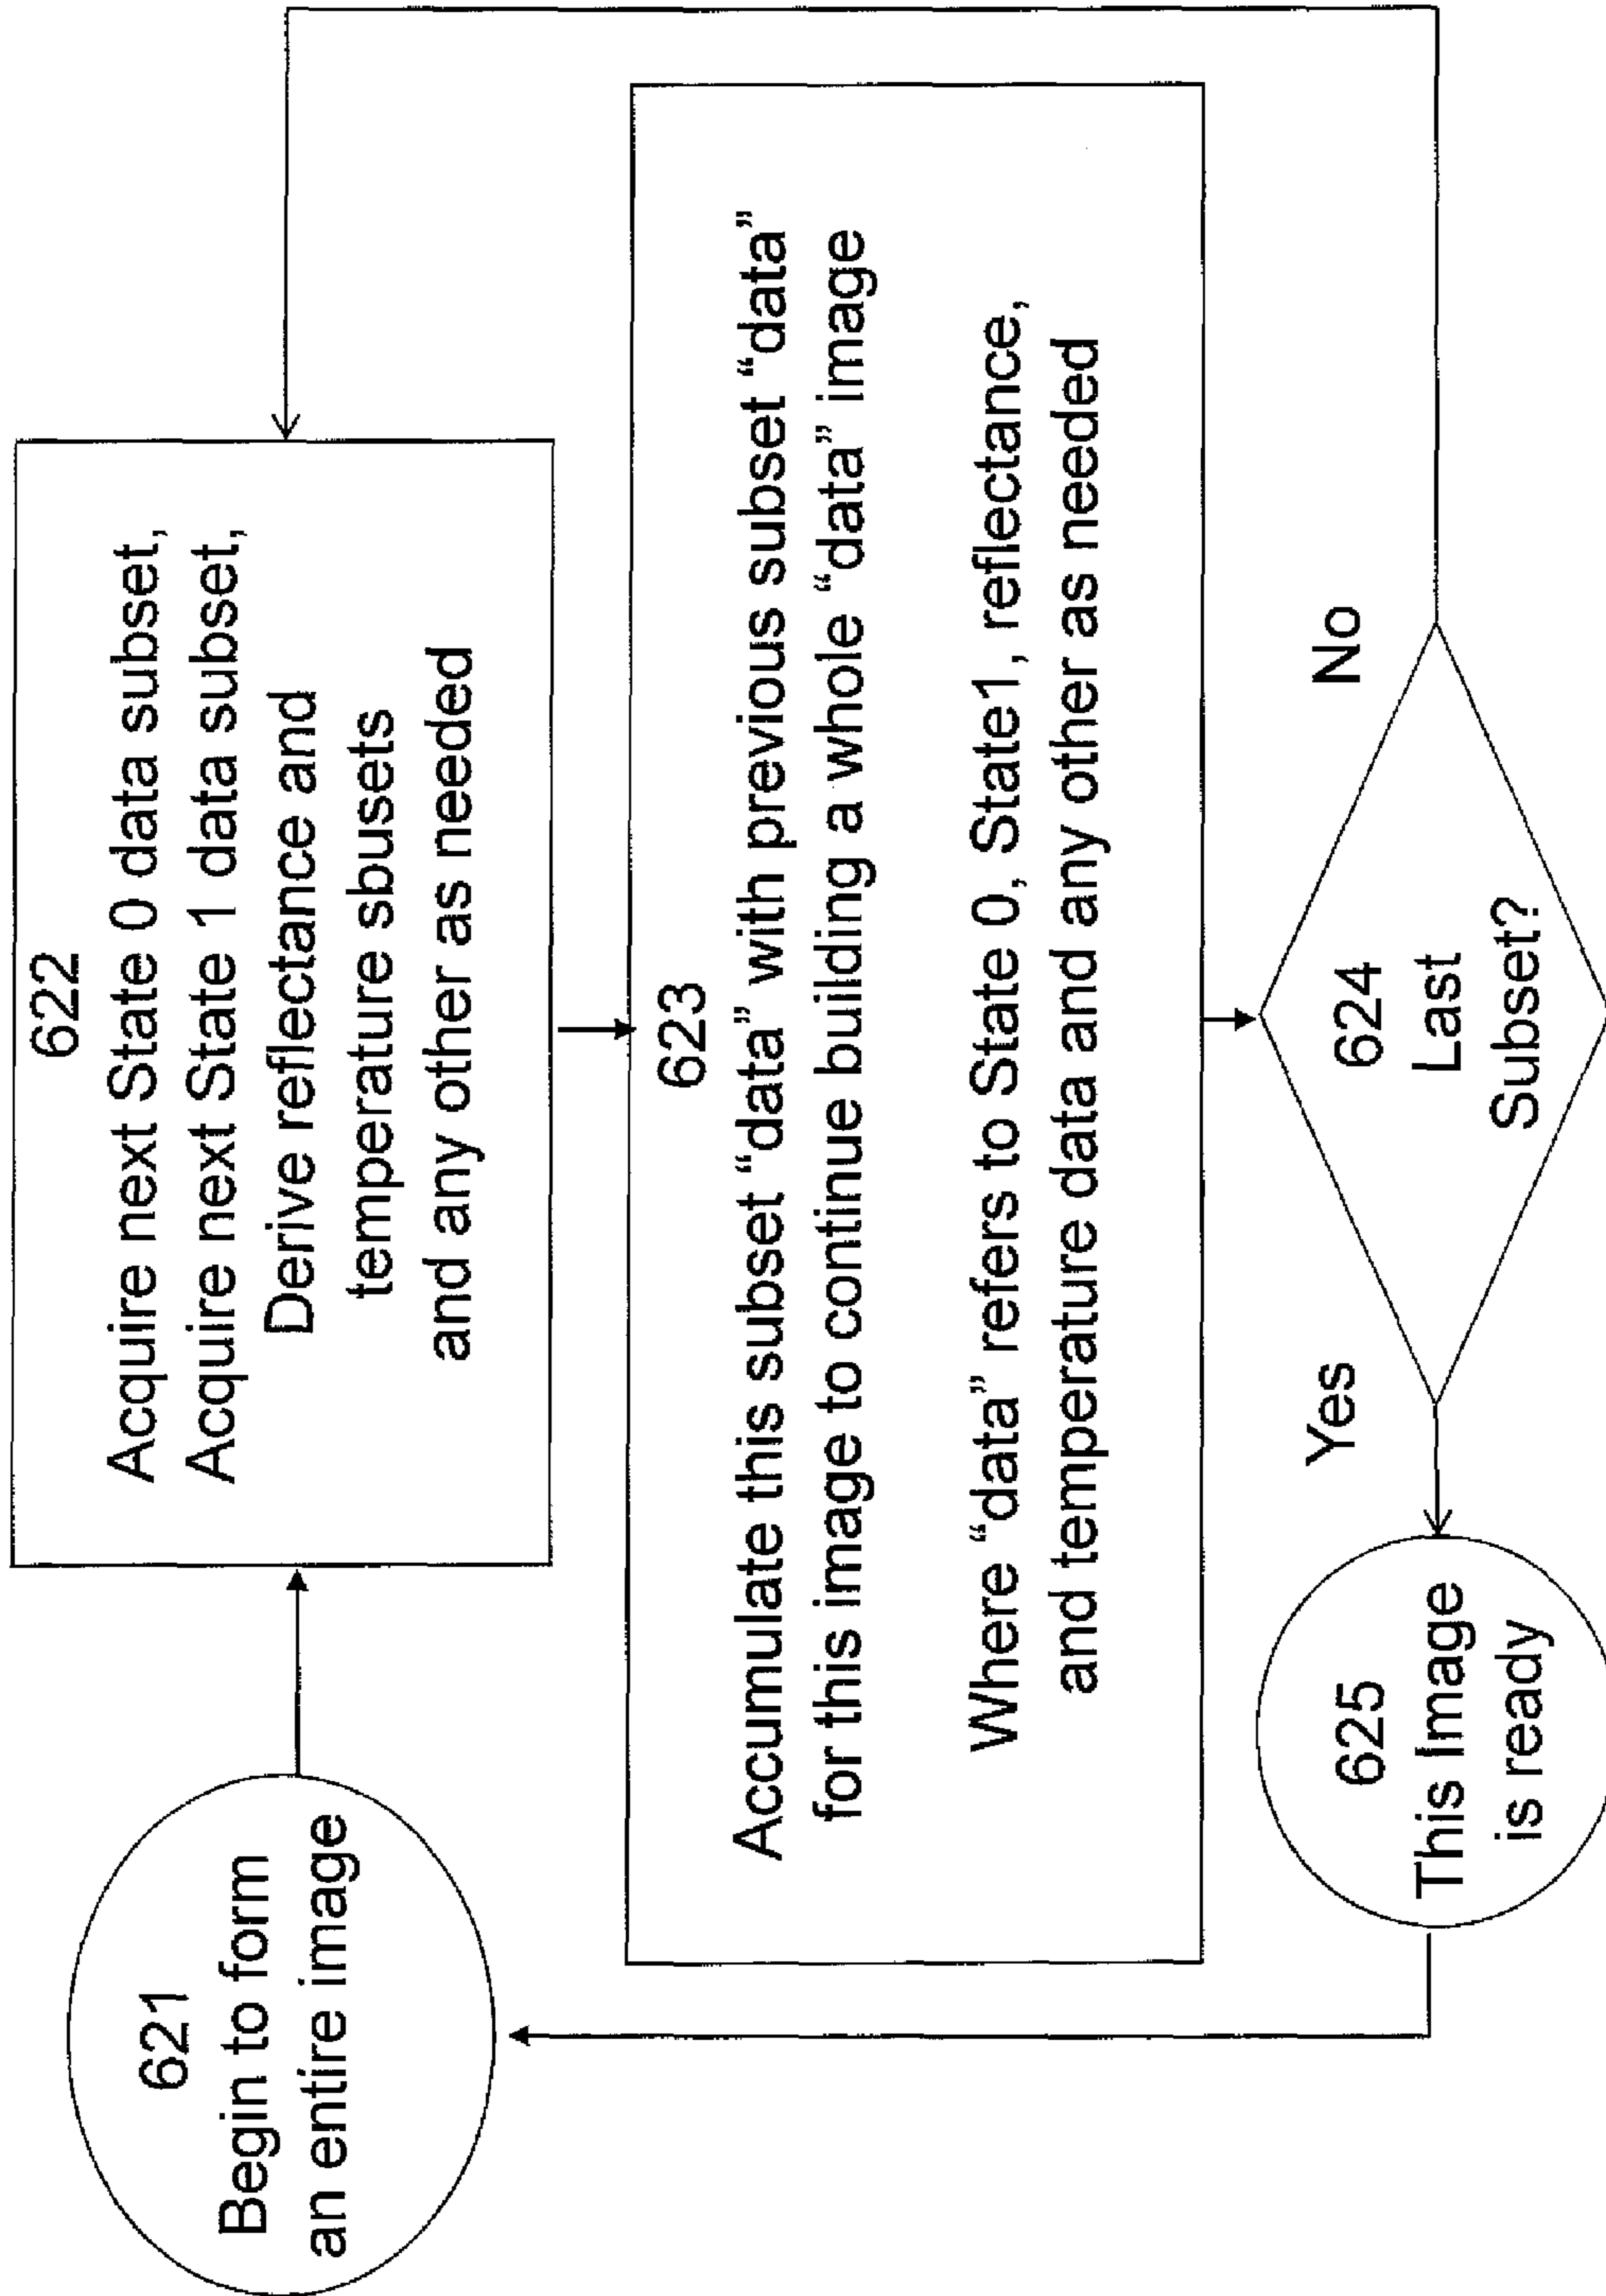 621
Begin to form
an entire image
622
Acquire next State 0 data subset,
Acquire next State 1 data subset,
Derive reflectance and
temperature sbusets
and any other as needed
623
Accumulate this subset “data” with previous subset “data”
for this image to continue building a whole “data” image
Where “data” refers to State 0, State1, reflectance,
and temperature data and any other as needed
624
Last
Subset?
Yes
No
625
This Image
is ready